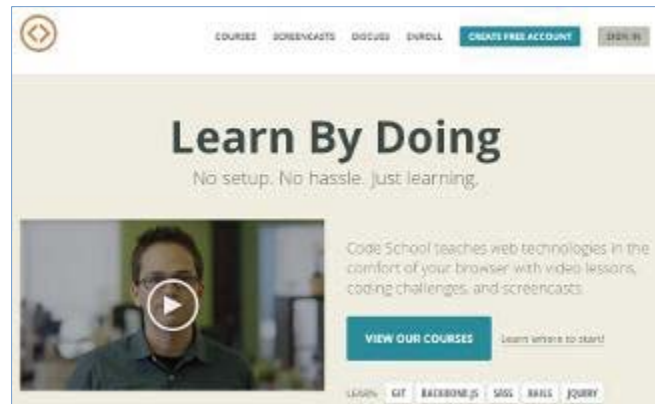 COURSES SCREENCASTS DISCUSS ENROLL CREATE FREE ACCOUNT SIGN IN
Learn By Doing
No setup. No hassle. Just learning.
Code School teaches web technologies in the
comfort of your browser with video lessons,
coding challenges, and screencasts.
VIEW OUR COURSES Learn where to start!
LEARN: GIT BACKBONE.JS SASS RAILS JQUERY